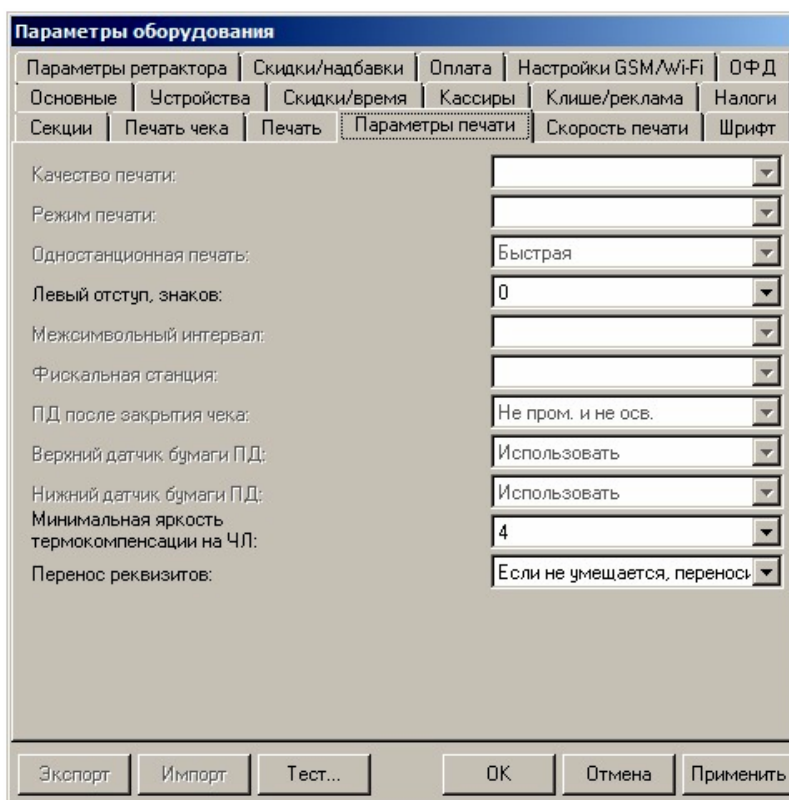 Параметры оборудования
Параметры ретрактора Скидки/надбавки Оплата Настройки GSM/Wi-Fi ОФД
Основные Устройства Скидки/время Кассиры Клише/реклама Налоги
Секции Печать чека Печать Параметры печати Скорость печати Шрифт
Качество печати:
Режим печати:
Одностанционная печать: Быстрая
Левый отступ, знаков: 0
Межсимвольный интервал:
Фискальная станция:
ПД после закрытия чека: Не пром. и не осв.
Верхний датчик бумаги ПД: Использовать
Нижний датчик бумаги ПД: Использовать
Минимальная яркость
термокомпенсации на ЧЛ: 4
Перенос реквизитов: Если не умещается, переноси
Экспорт Импорт Тест... OK Отмена Применить